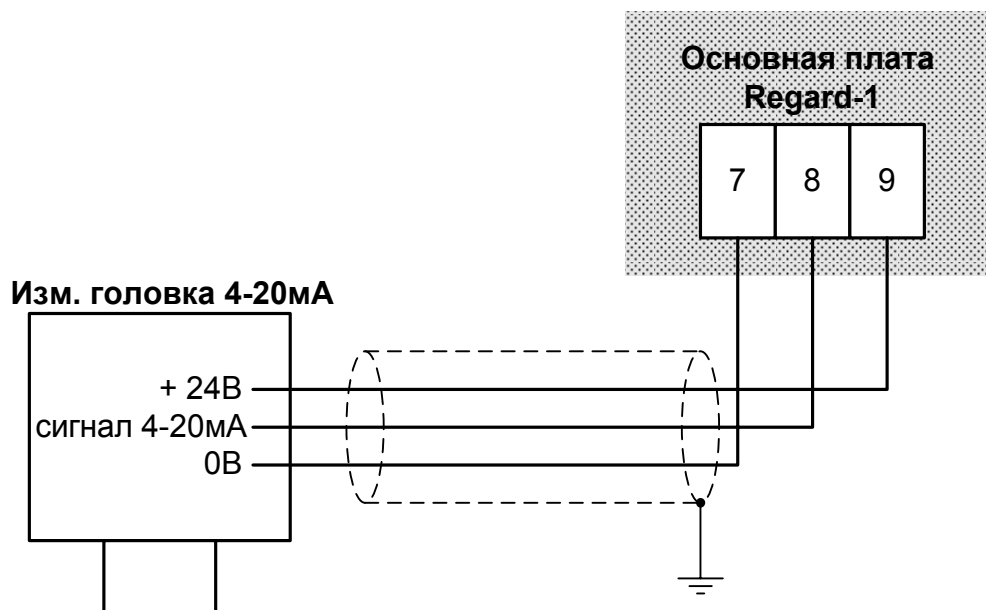 Основная плата
Regard-1
7 8 9
Изм. головка 4-20мА
+ 24В
сигнал 4-20мА
0В